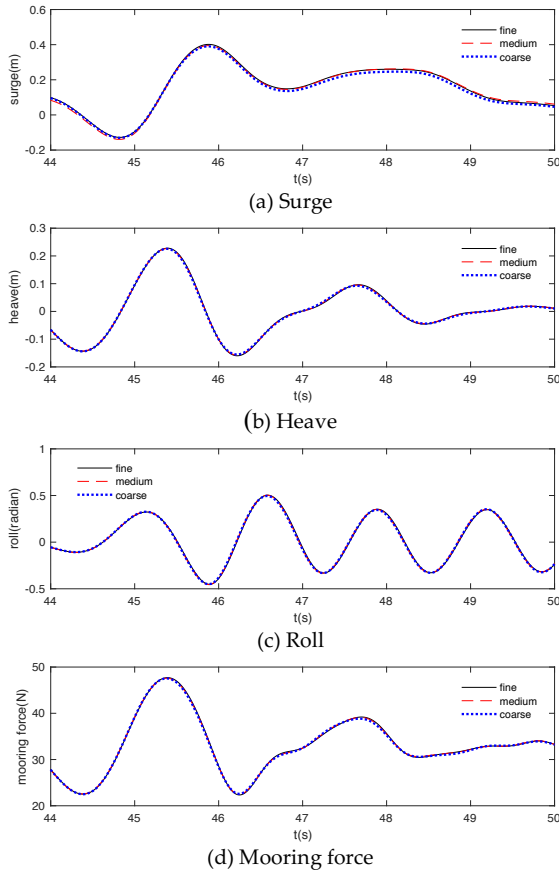 0.6
0.4
0.2
0
-0.2
surge(m)
fine
medium
coarse
44 45 46 47 48 49 50
t(s)
(a) Surge
0.3
0.2
0.1
0
-0.1
-0.2
heave(m)
fine
medium
coarse
44 45 46 47 48 49 50
t(s)
(b) Heave
1
0.5
0
-0.5
roll(radian)
fine
medium
coarse
44 45 46 47 48 49 50
t(s)
(c) Roll
50
40
30
20
mooring force(N)
fine
medium
coarse
44 45 46 47 48 49 50
t(s)
(d) Mooring force